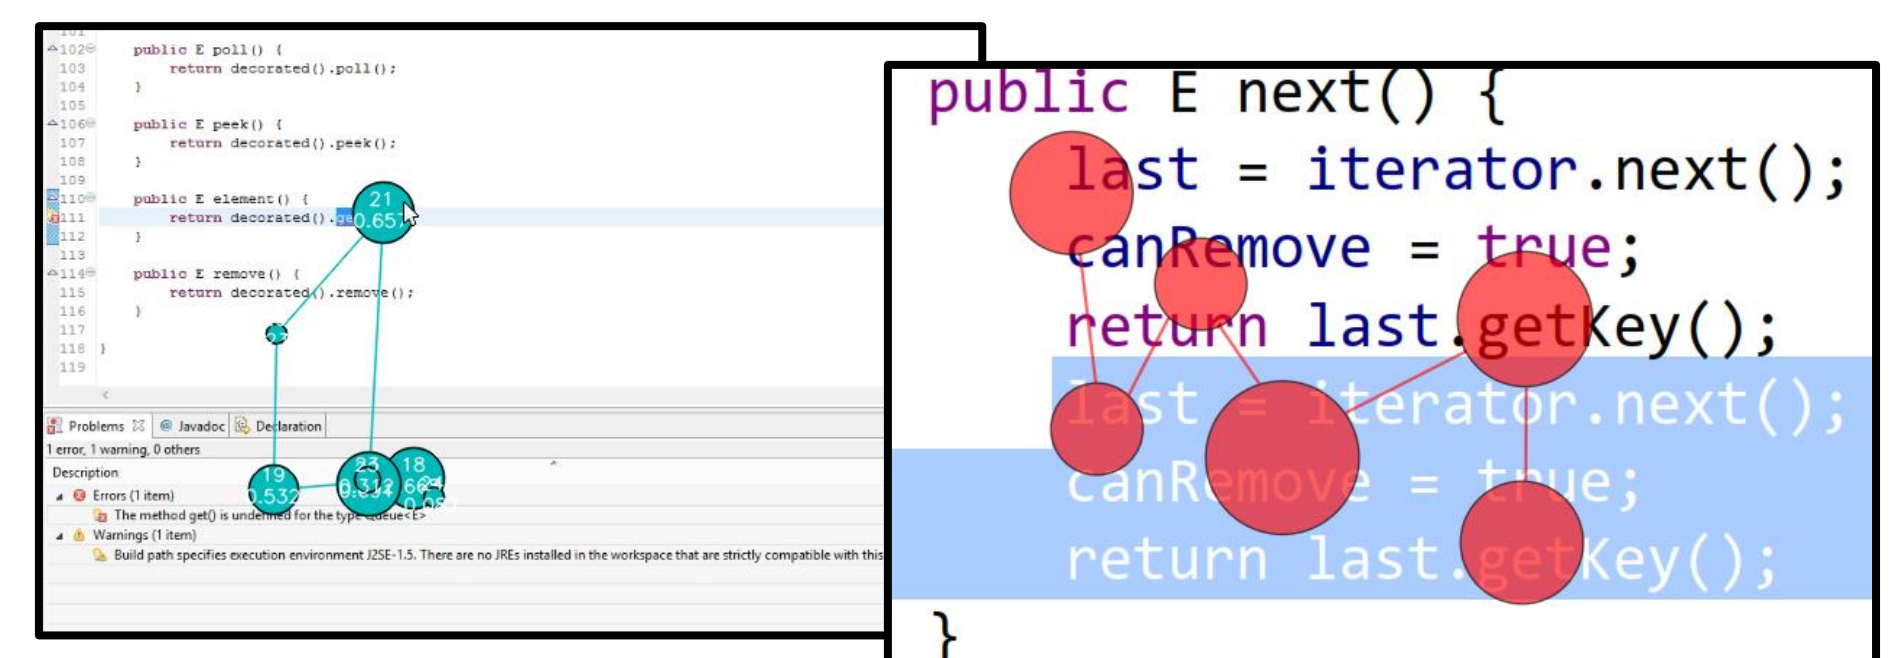 102 public E poll() {
103 return decorated().poll();
104 }
105
106 public E peek() {
107 return decorated().peek();
108 }
109
110 public E element() {
111 return decorated().ge
112 }
113
114 public E remove() {
115 return decorated().remove();
116 }
117
118 }
119
21
0.657
Problems @ Javadoc Declaration
1 error, 1 warning, 0 others
Description
Errors (1 item)
The method get() is undefined for the type Queue<E>
Warnings (1 item)
Build path specifies execution environment J2SE-1.5. There are no JREs installed in the workspace that are strictly compatible with this
19
0.532
23
0.312
18
public E next() {
last = iterator.next();
canRemove = true;
return last.getKey();
last = iterator.next();
canRemove = true;
return last.getKey();
}